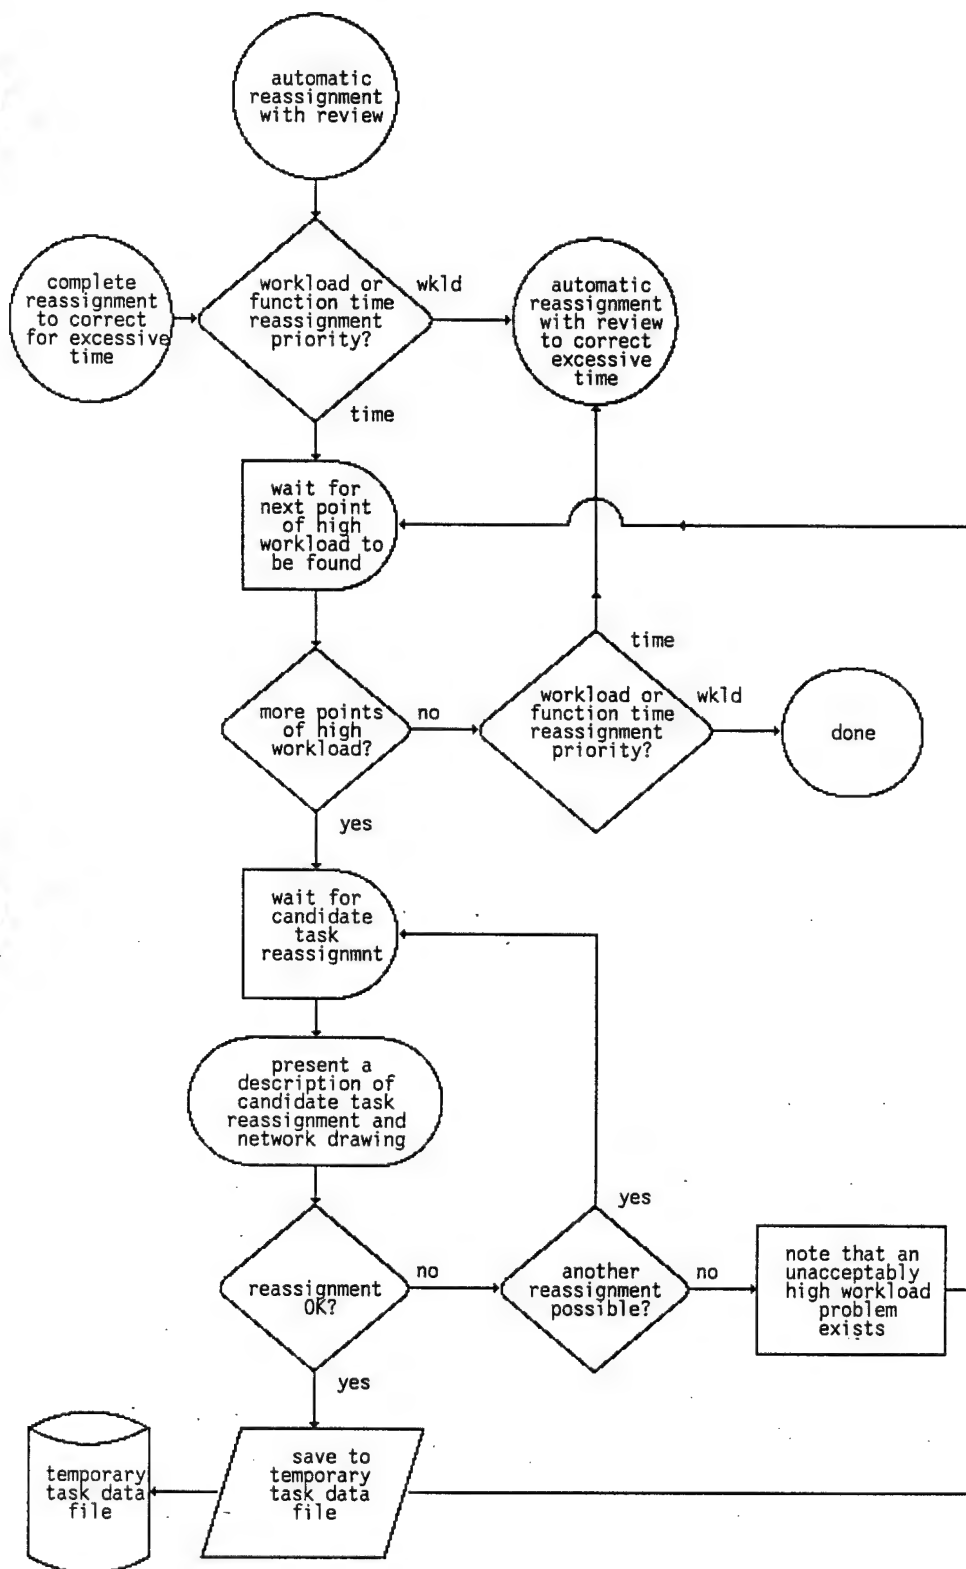 automatic
reassignment
with review
complete
reassignment
to correct
for excessive
time
workload or
function time
reassignment
priority?
wkld
automatic
reassignment
with review
to correct
excessive
time
time
wait for
next point
of high
workload to
be found
more points
of high
workload?
no
time
workload or
function time
reassignment
priority?
wkld
done
yes
wait for
candidate
task
reassignmnt
present a
description of
candidate task
reassignment and
network drawing
reassignment
OK?
no
yes
another
reassignment
possible?
no
note that an
unacceptably
high workload
problem
exists
yes
temporary
task data
file
save to
temporary
task data
file